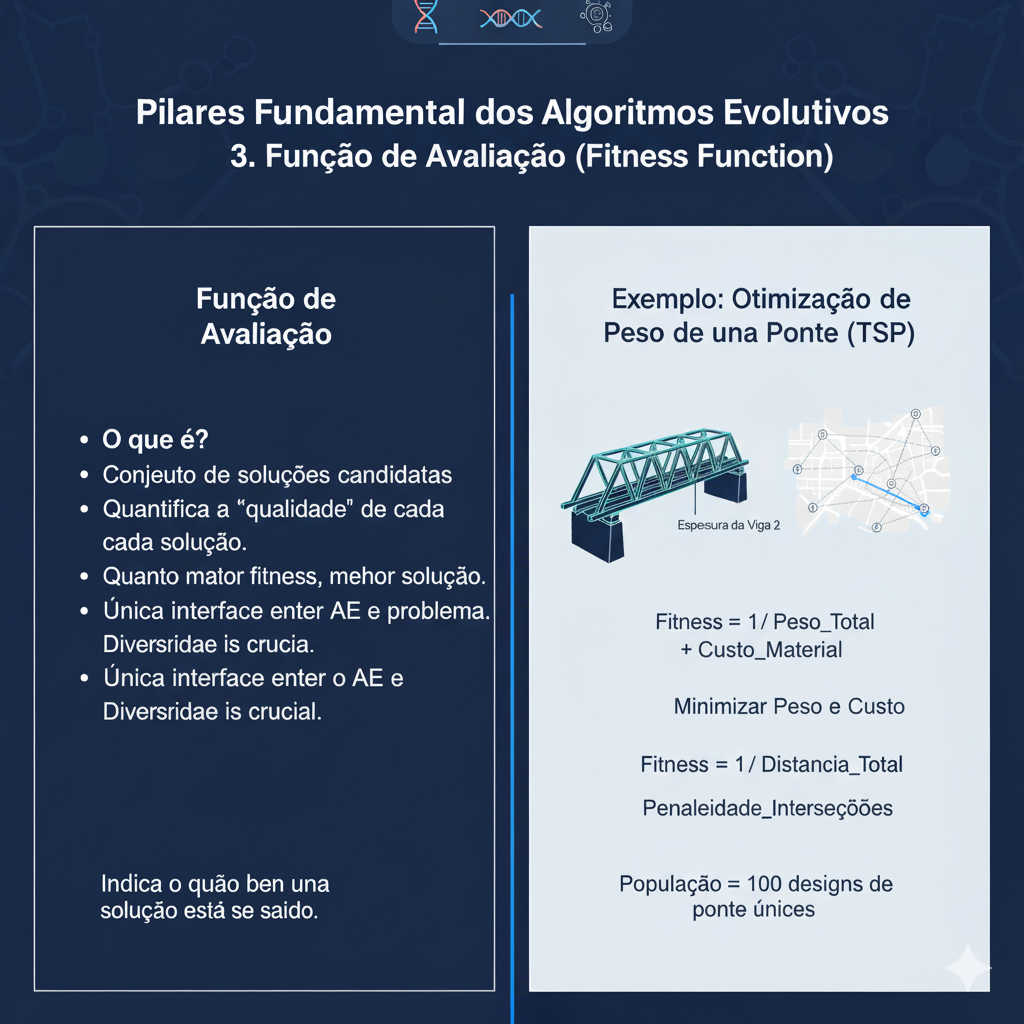 Pilares Fundamental dos Algoritmos Evolutivos
3. Função de Avaliação (Fitness Function)
Função de
Avaliação
• O que é?
• Conjeuto de soluções candidatas
• Quantifica a “qualidade” de cada
cada solução.
• Quanto mator fitness, mehor solução.
• Única interface enter AE e problema.
Diversridae is crucia.
• Única interface enter o AE e
Diversridae is crucial.
Indica o quão ben una
solução está se saido.
Exemplo: Otimização de
Peso de una Ponte (TSP)
Espesura da Viga 2
Fitness = 1 / Peso_Total
+ Custo_Material
Minimizar Peso e Custo
Fitness = 1 / Distancia_Total
Penaleidade_Interseçõões
População = 100 designs de
ponte únices